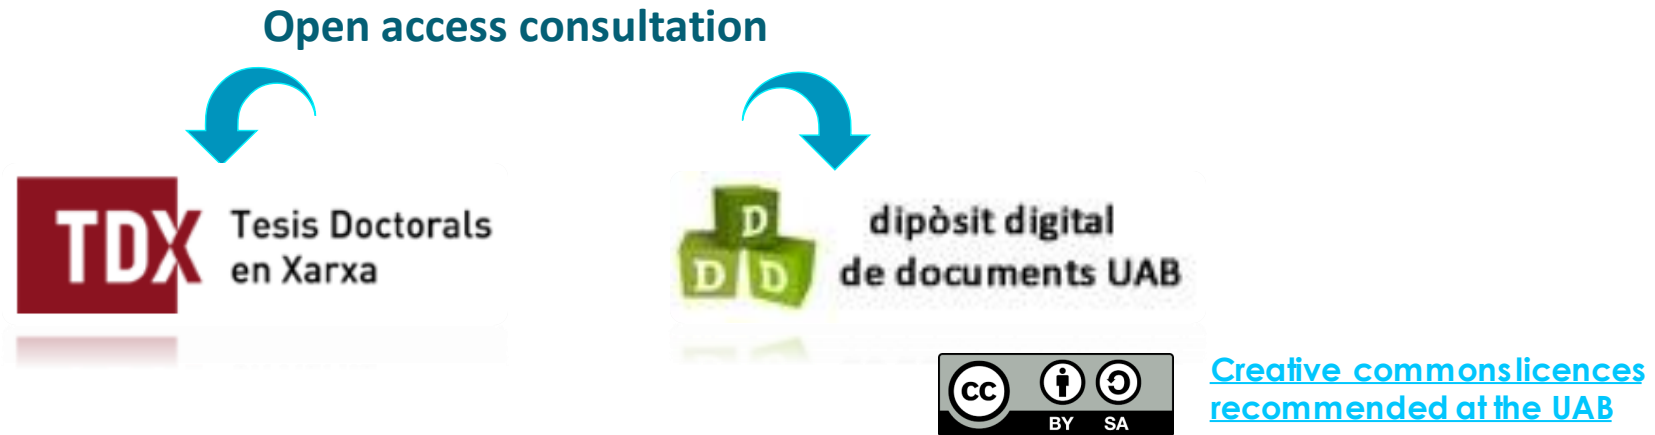 Open access consultation
TDX
Tesis Doctorals
en Xarxa
D
D D
dipòsit digital
de documents UAB
cc
BY SA
Creative commons licences
recommended at the UAB